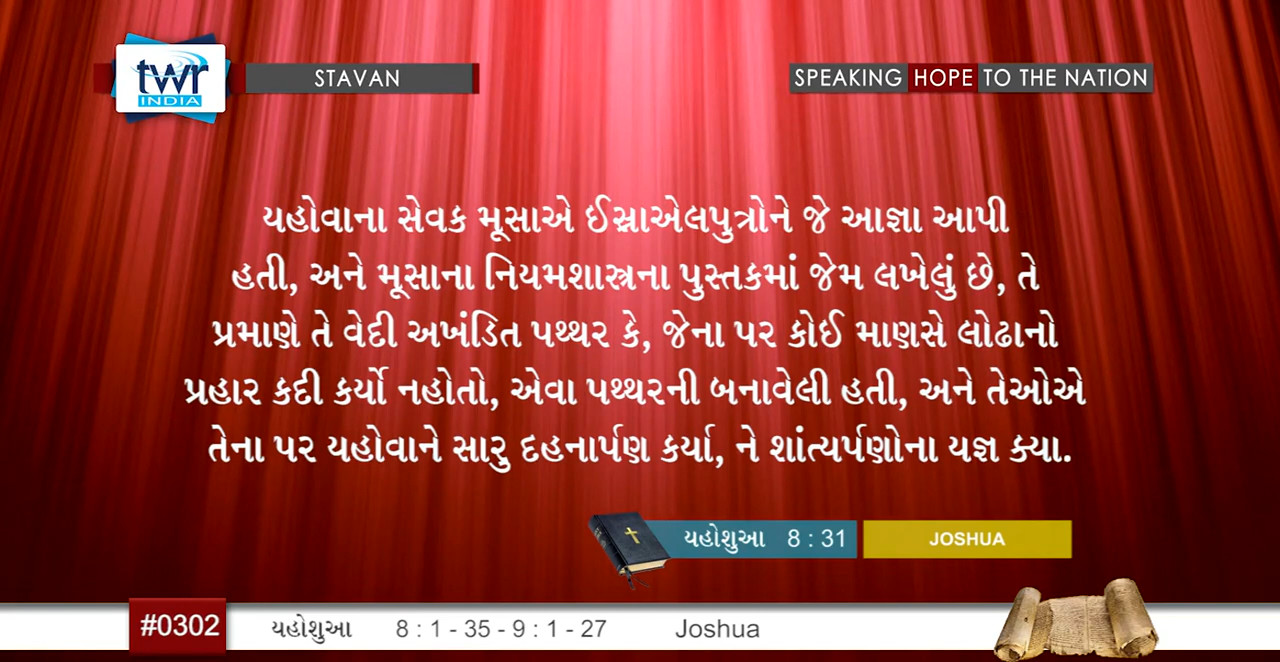 twr
INDIA
STAVAN
SPEAKING HOPE TO THE NATION
યહોવાના સેવક મૂસાએ ઈસ્રાએલપુત્રોને જે આજ્ઞા આપી
હતી, અને મૂસાના નિયમશાસ્ત્રના પુસ્તકમાં જેમ લખેલું છે, તે
પ્રમાણે તે વેદી અખંડિત પથ્થર કે, જેના પર કોઈ માણસે લોઢાનો
પ્રહાર કદી કર્યો નહોતો, એવા પથ્થરની બનાવેલી હતી, અને તેઓએ
તેના પર યહોવાને સારુ દહનાર્પણ કર્યા, ને શાંત્યર્પણોના યજ્ઞ ક્યા.
યહોશુઆ 8 : 31 JOSHUA
#0302 યહોશુઆ 8 : 1 - 35 - 9 : 1 - 27 Joshua